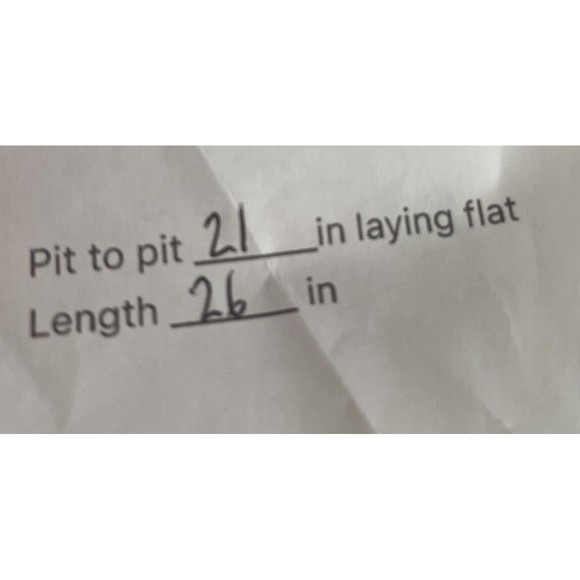 Pit to pit 21 in laying flat
Length 26 in